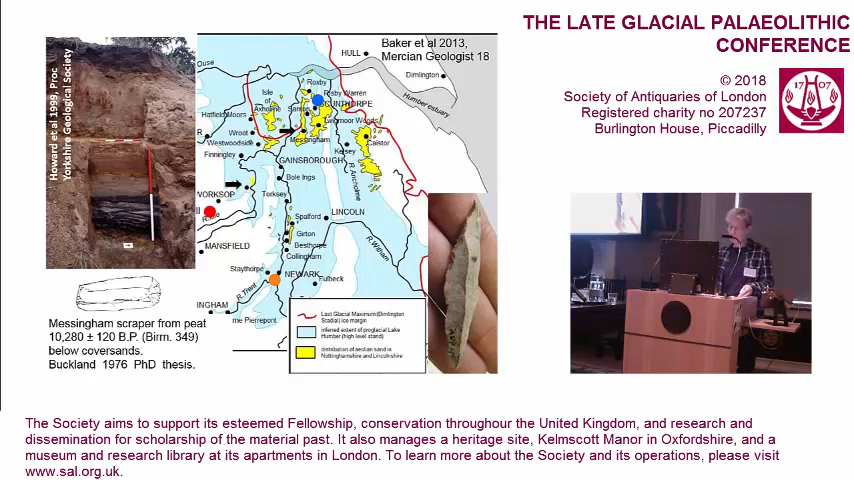 THE LATE GLACIAL PALAEOLITHIC
CONFERENCE
© 2018
Society of Antiquaries of London
Registered charity no 207237
Burlington House, Piccadilly
17 07
Howard et al 1999, Proc
Yorkshire Geological Society
Baker et al 2013,
Mercian Geologist 18
HULL
Dimlington
Humber estuary
Ouse
Roxby
Risby Warren
Isle
of
Axholme
Hatfield Moors
Wroot
Westwoodside
Finningley
Messingham
Caistor
Kelsey
R. Ancholme
GAINSBOROUGH
Bole Ings
WORKSOP
Torksey
LINCOLN
Spalford
Girton
Besthorpe
Collingham
R. Witham
MANSFIELD
Staythorpe
NEWARK
Fulbeck
R. Trent
INGHAM
me Pierrepont
Last Glacial Maximum (Dimlington
Stadial) ice margin
inferred extent of proglacial Lake
Humber (high level stand)
distribution of aeolian sand in
Nottinghamshire and Lincolnshire
Messingham scraper from peat
10,280 ± 120 B.P. (Birm. 349)
below coversands.
Buckland 1976 PhD thesis.
The Society aims to support its esteemed Fellowship, conservation throughour the United Kingdom, and research and
dissemination for scholarship of the material past. It also manages a heritage site, Kelmscott Manor in Oxfordshire, and a
museum and research library at its apartments in London. To learn more about the Society and its operations, please visit
www.sal.org.uk.